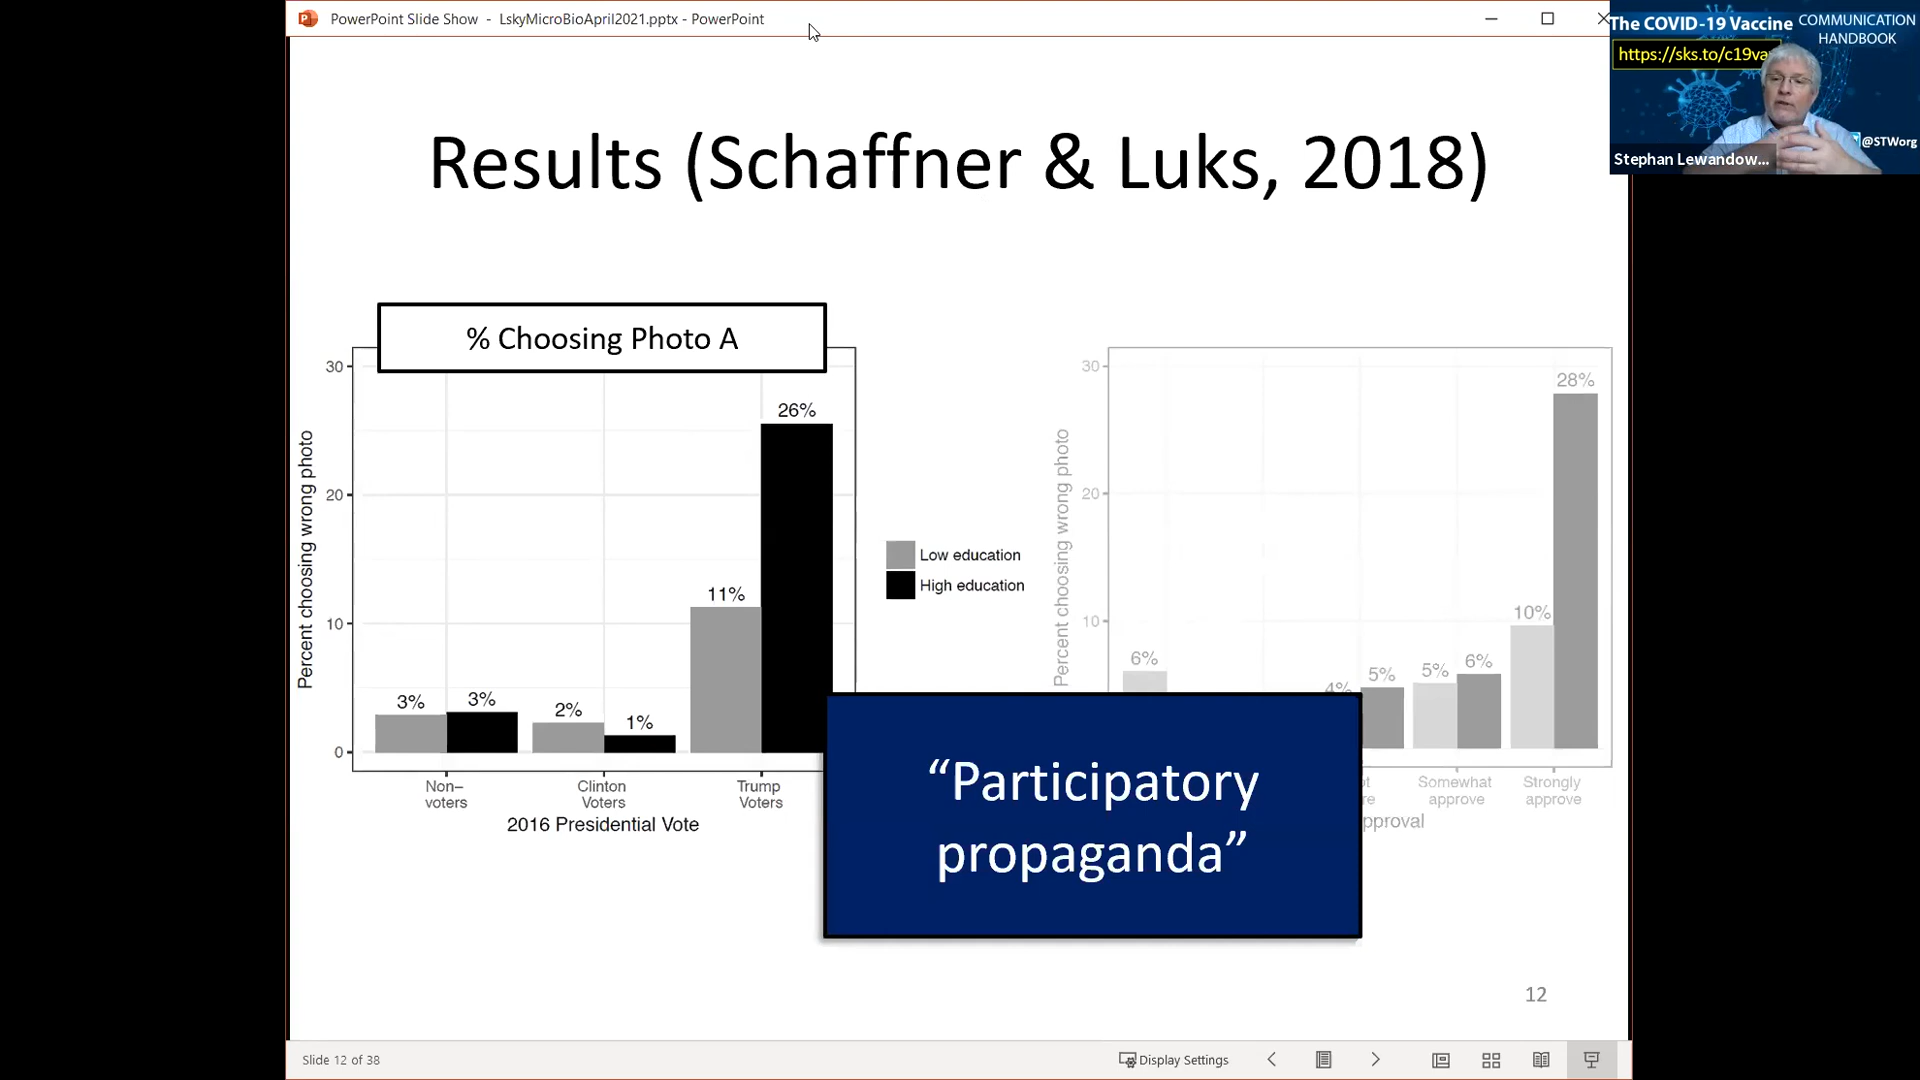 PowerPoint Slide Show - LskyMicroBioApril2021.pptx - PowerPoint
The COVID-19 Vaccine
COMMUNICATION
HANDBOOK
https://sks.to/c19va
@STWorg
Stephan Lewandow...
Results (Schaffner & Luks, 2018)
% Choosing Photo A
Percent choosing wrong photo
30
20
10
0
3%
3%
2%
1%
11%
26%
Non–
voters
Clinton
Voters
Trump
Voters
2016 Presidential Vote
Low education
High education
Percent choosing wrong photo
30
20
10
6%
4%
5%
5%
6%
10%
28%
Somewhat
approve
Strongly
approve
pproval
“Participatory
propaganda”
12
Slide 12 of 38
Display Settings